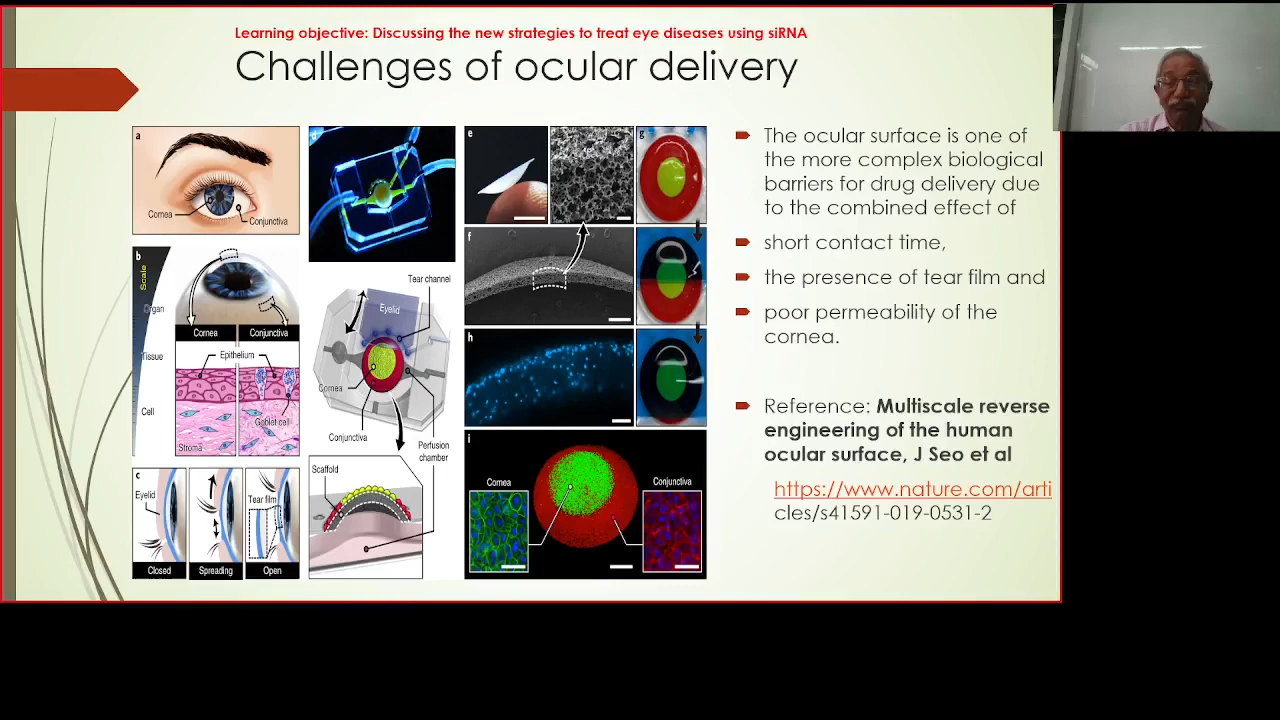 Learning objective: Discussing the new strategies to treat eye diseases using siRNA
Challenges of ocular delivery
a
Cornea
Conjunctiva
b
Scale
Organ
Tissue
Cell
Cornea
Conjunctiva
Epithelium
Goblet cell
Stroma
c
Eyelid
Tear film
Closed
Spreading
Open
d
Tear channel
Eyelid
Cornea
Conjunctiva
Perfusion
chamber
Scaffold
e
f
g
h
i
Cornea
Conjunctiva
The ocular surface is one of
the more complex biological
barriers for drug delivery due
to the combined effect of
short contact time,
the presence of tear film and
poor permeability of the
cornea.
Reference: Multiscale reverse
engineering of the human
ocular surface, J Seo et al
https://www.nature.com/arti
cles/s41591-019-0531-2